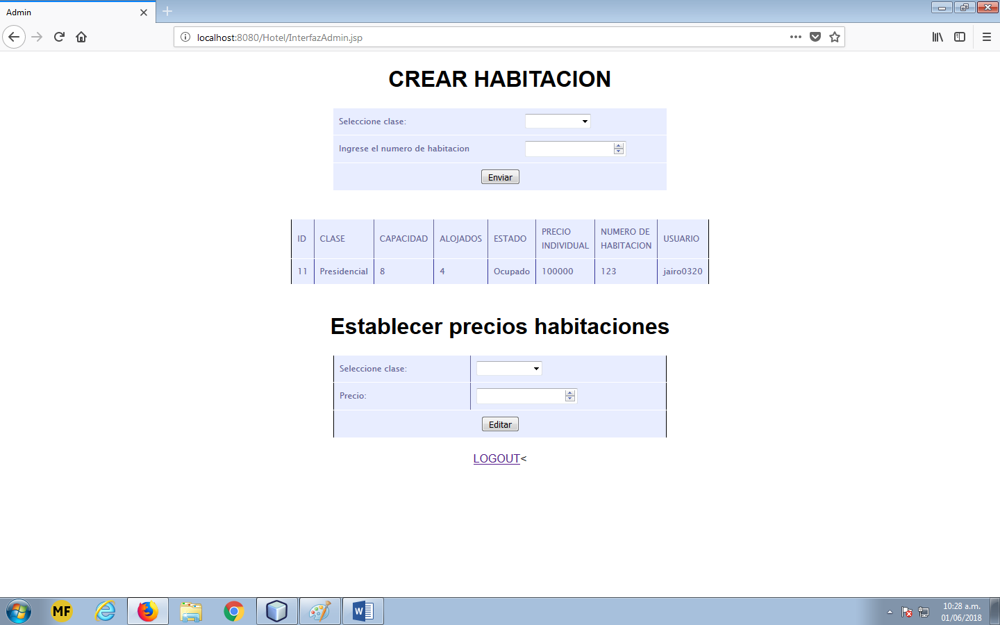 Admin
localhost:8080/Hotel/InterfazAdmin.jsp
CREAR HABITACION
Seleccione clase:
Ingrese el numero de habitacion
Enviar
ID CLASE CAPACIDAD ALOJADOS ESTADO PRECIO INDIVIDUAL NUMERO DE HABITACION USUARIO
11 Presidencial 8 4 Ocupado 100000 123 jairo0320
Establecer precios habitaciones
Seleccione clase:
Precio:
Editar
LOGOUT<
MF
W
10:28 a.m.
01/06/2018